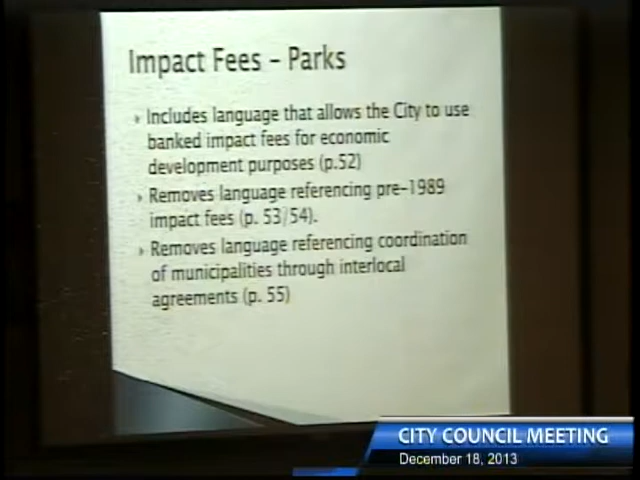 Impact Fees – Parks
Includes language that allows the City to use
banked impact fees for economic
development purposes (p.52)
Removes language referencing pre-1989
impact fees (p. 53/54).
Removes language referencing coordination
of municipalities through interlocal
agreements (p. 55)
CITY COUNCIL MEETING
December 18, 2013